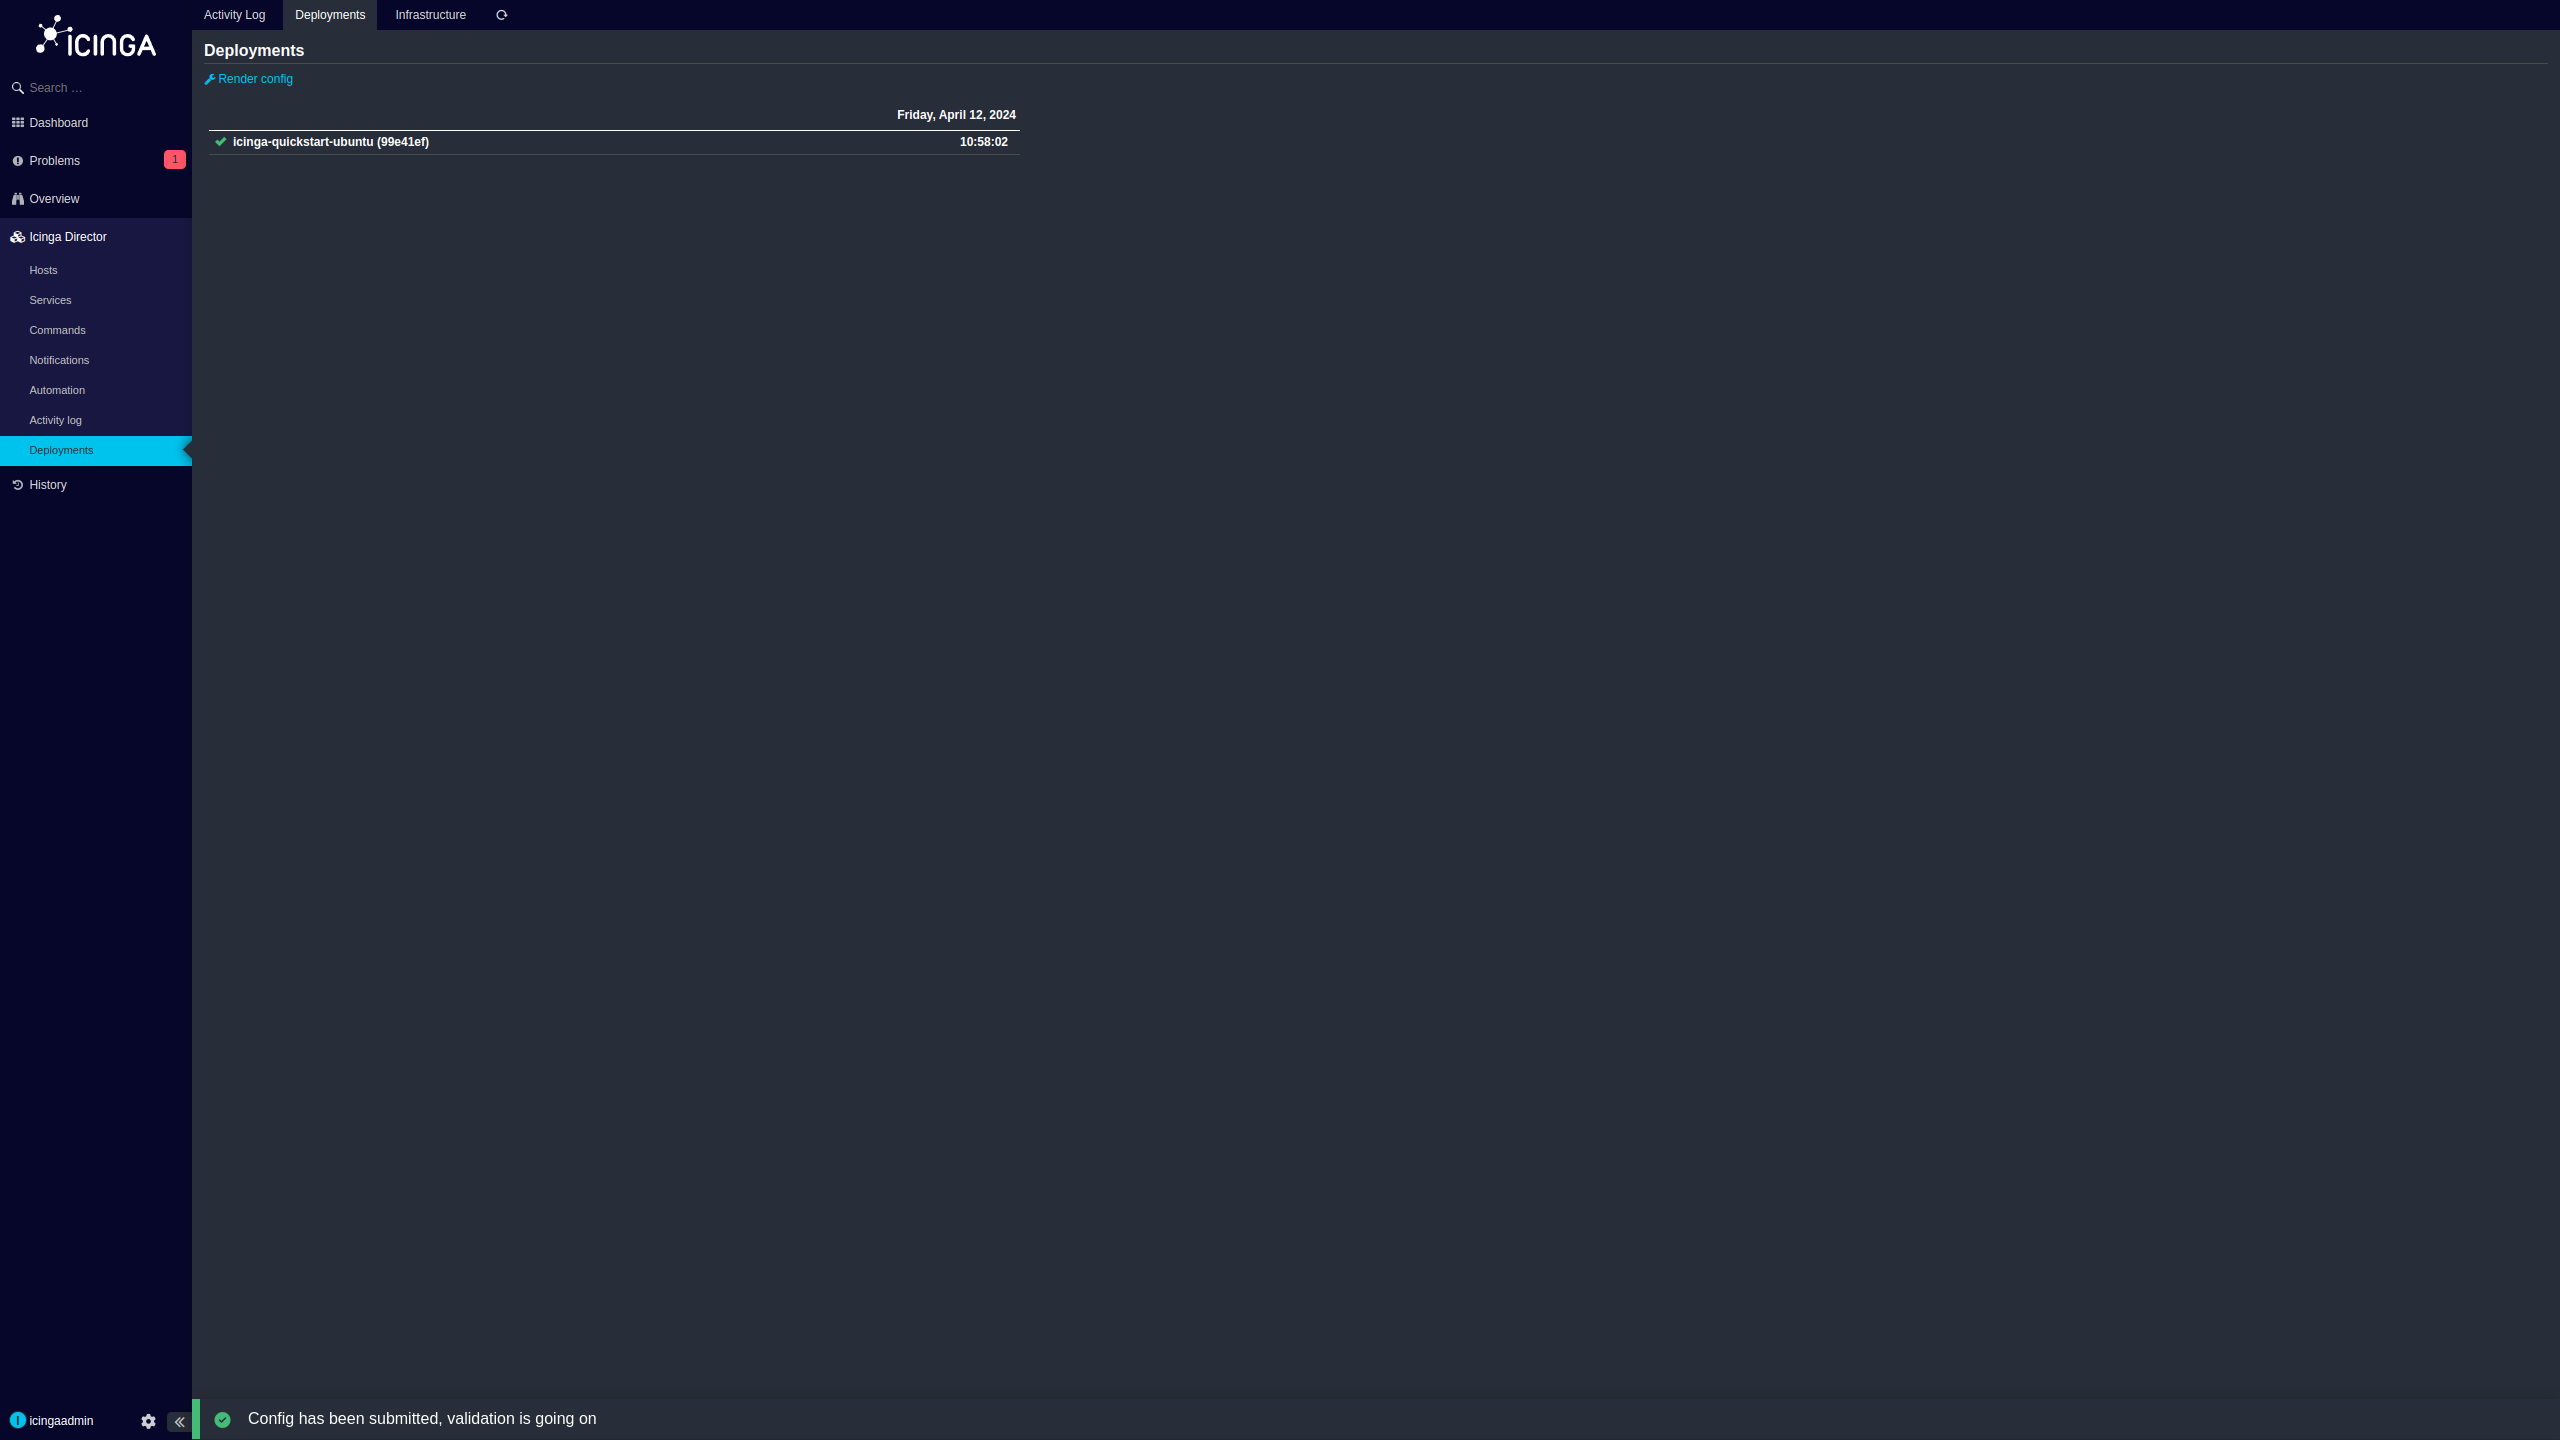 ICINGA
Search …
Dashboard
Problems 1
Overview
Icinga Director
Hosts
Services
Commands
Notifications
Automation
Activity log
Deployments
History
icingaadmin
Activity Log Deployments Infrastructure
Deployments
Render config
Friday, April 12, 2024
icinga-quickstart-ubuntu (99e41ef) 10:58:02
Config has been submitted, validation is going on